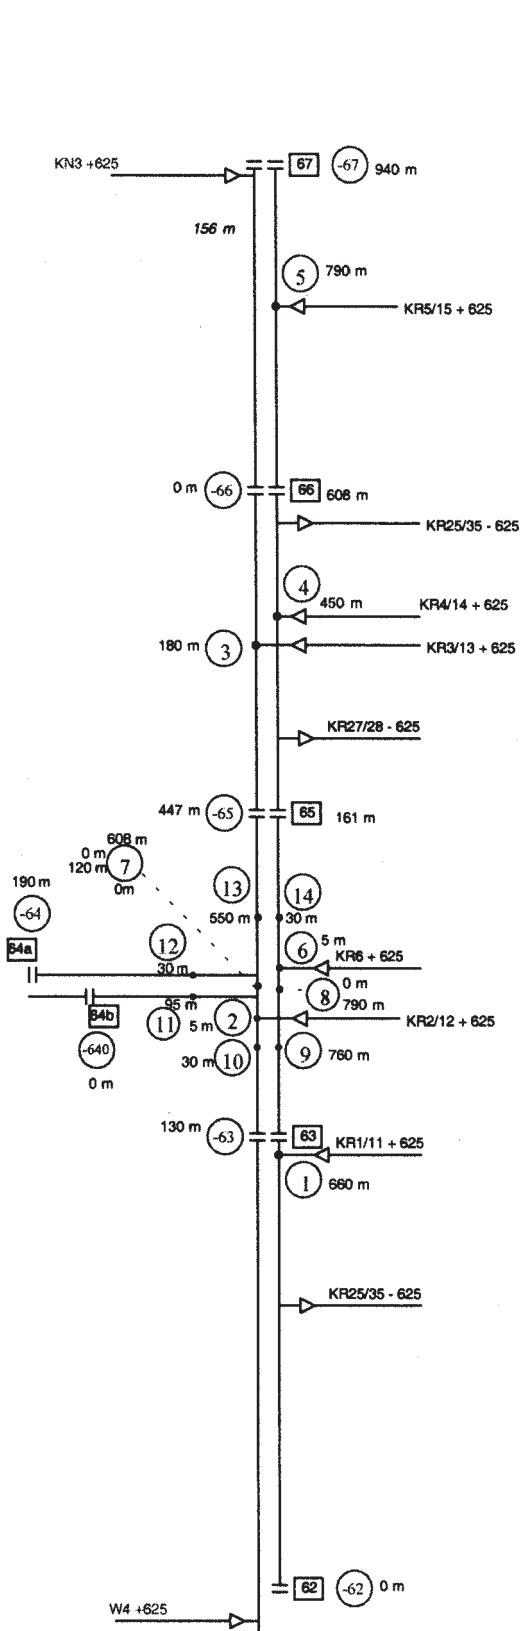 KN3 +625
67
-67
940 m
156 m
5
790 m
KR5/15 + 625
0 m
-66
66
608 m
KR25/35 - 625
4
450 m
KR4/14 + 625
180 m
3
KR3/13 + 625
KR27/28 - 625
447 m
-65
65
161 m
608 m
0 m
120 m
7
0m
190 m
-64
13
14
550 m
30 m
64a
12
30 m
6
5 m
KR6 + 625
0 m
8
790 m
95 m
64b
11
5 m
2
KR2/12 + 625
-640
0 m
30 m
10
9
760 m
130 m
-63
63
KR1/11 + 625
1
660 m
KR25/35 - 625
62
-62
0 m
W4 +625